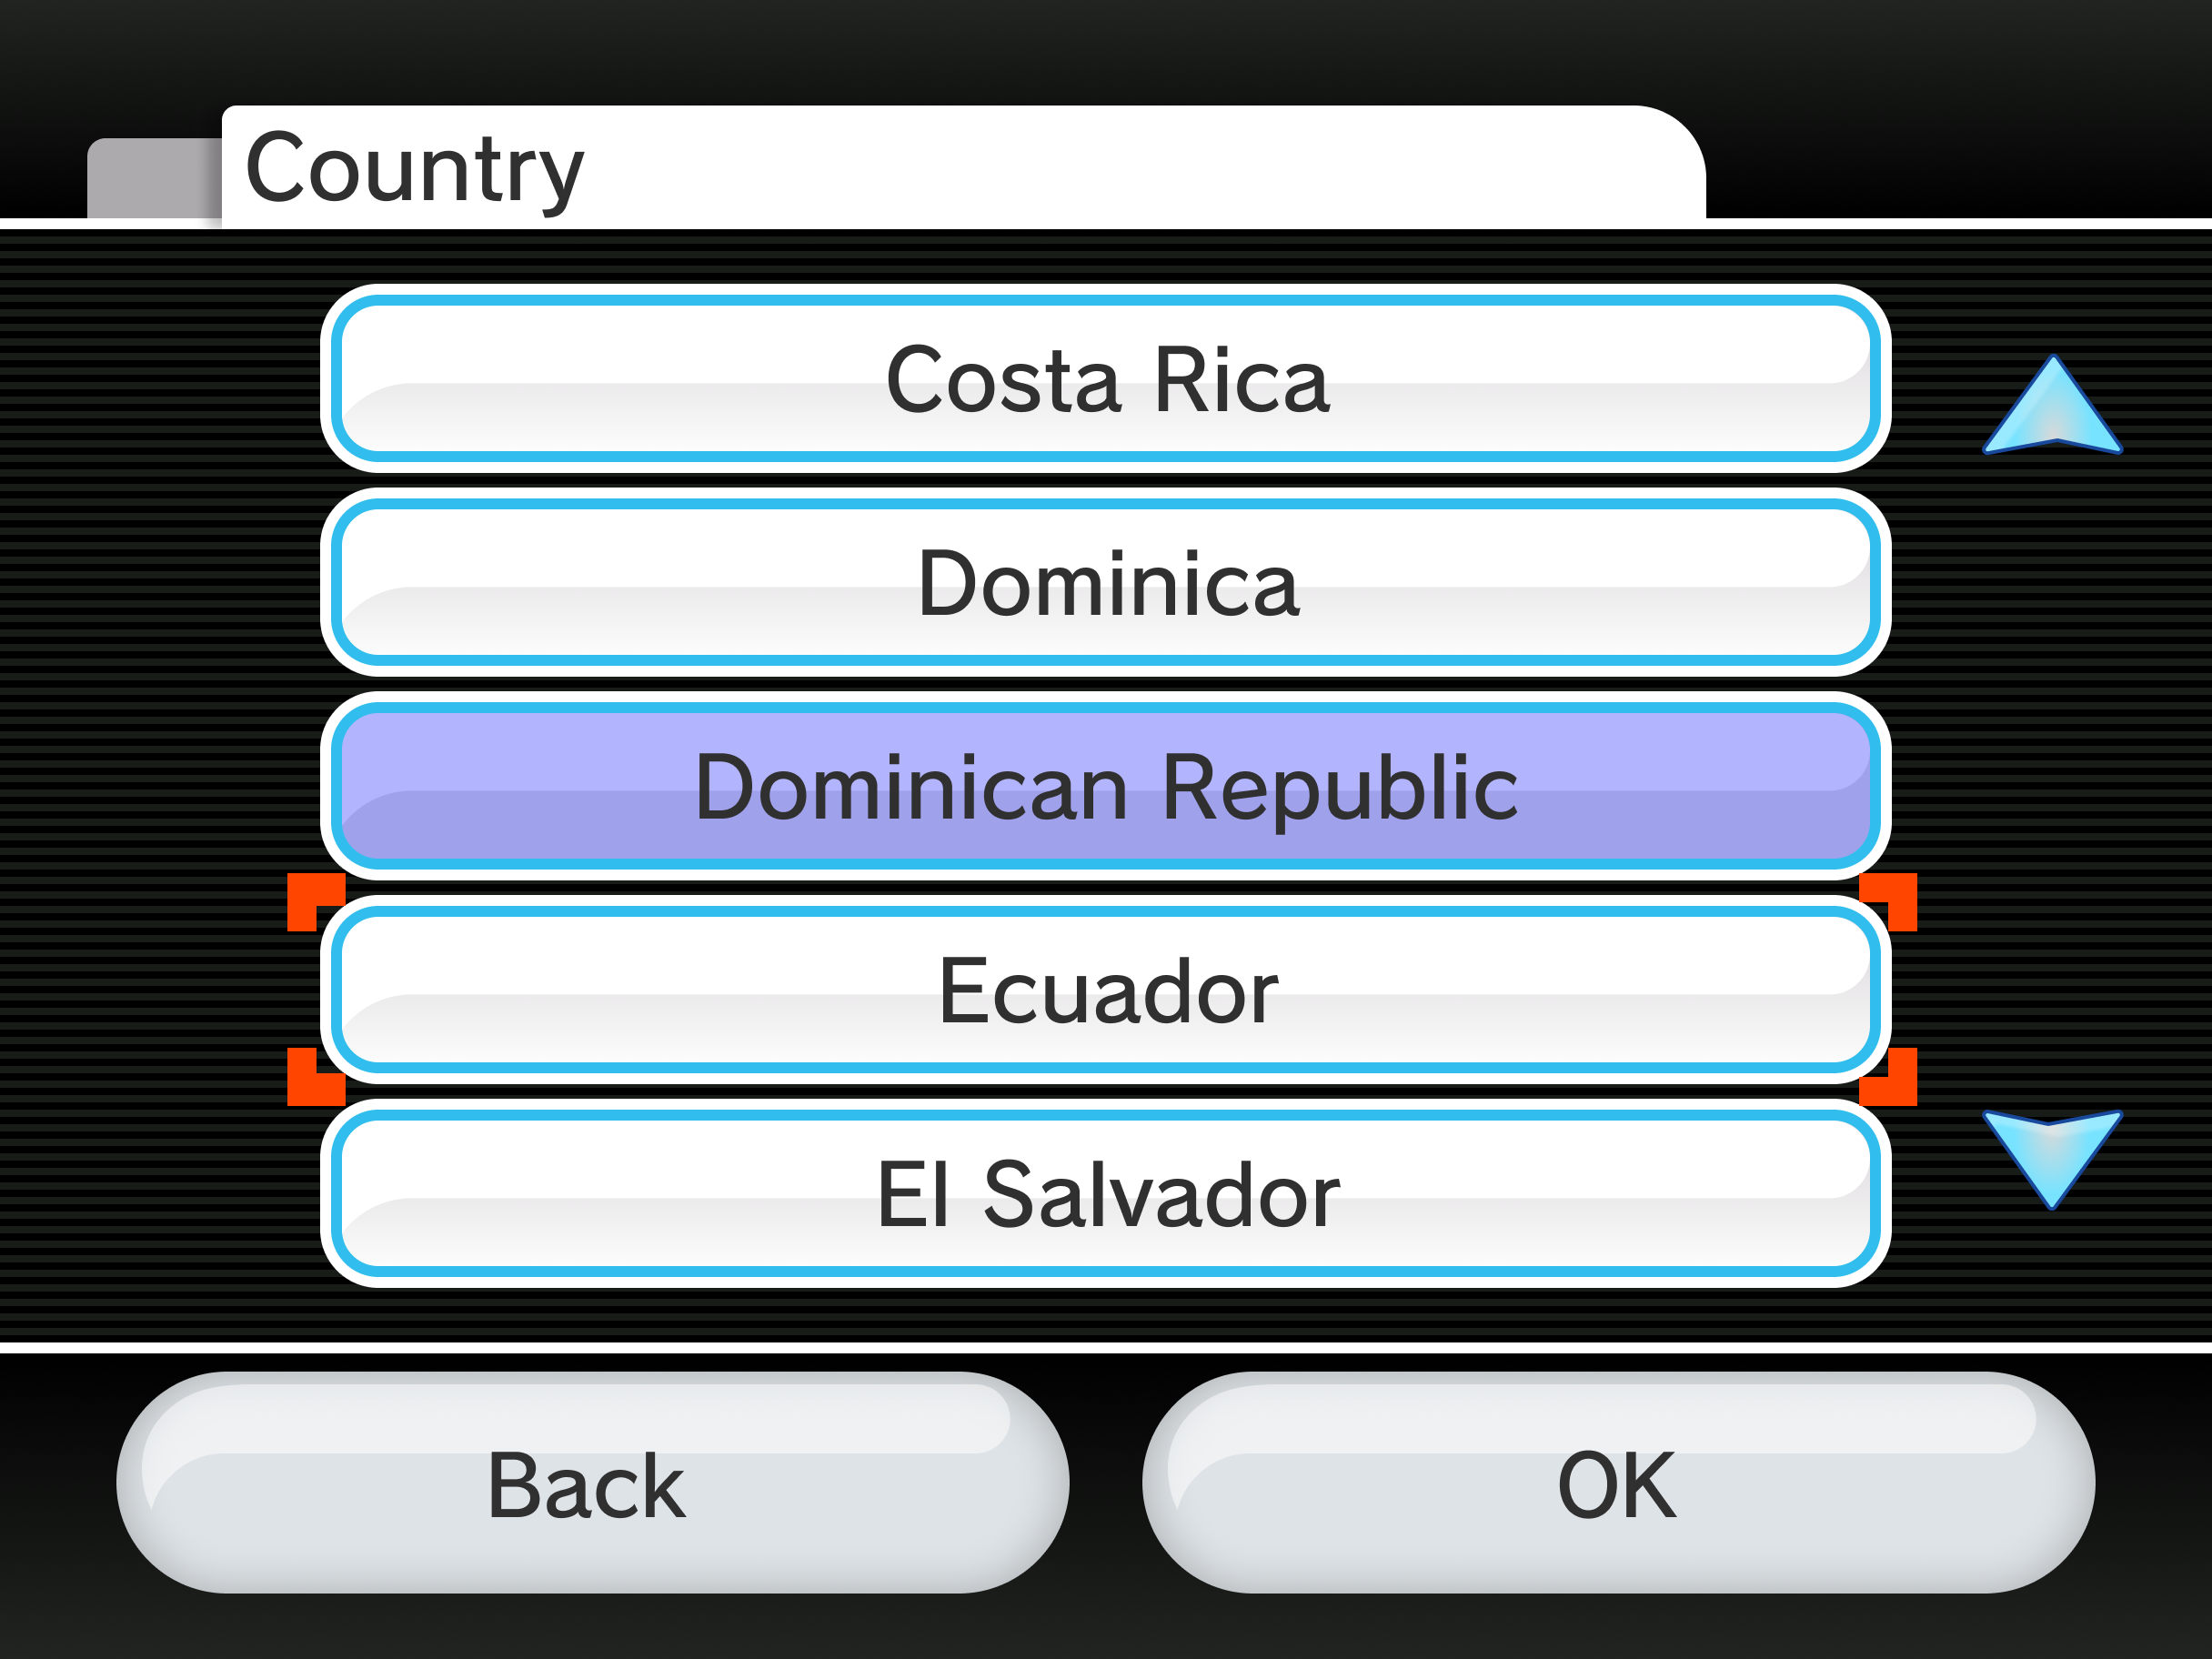 Country
Costa Rica
Dominica
Dominican Republic
Ecuador
El Salvador
Back
OK